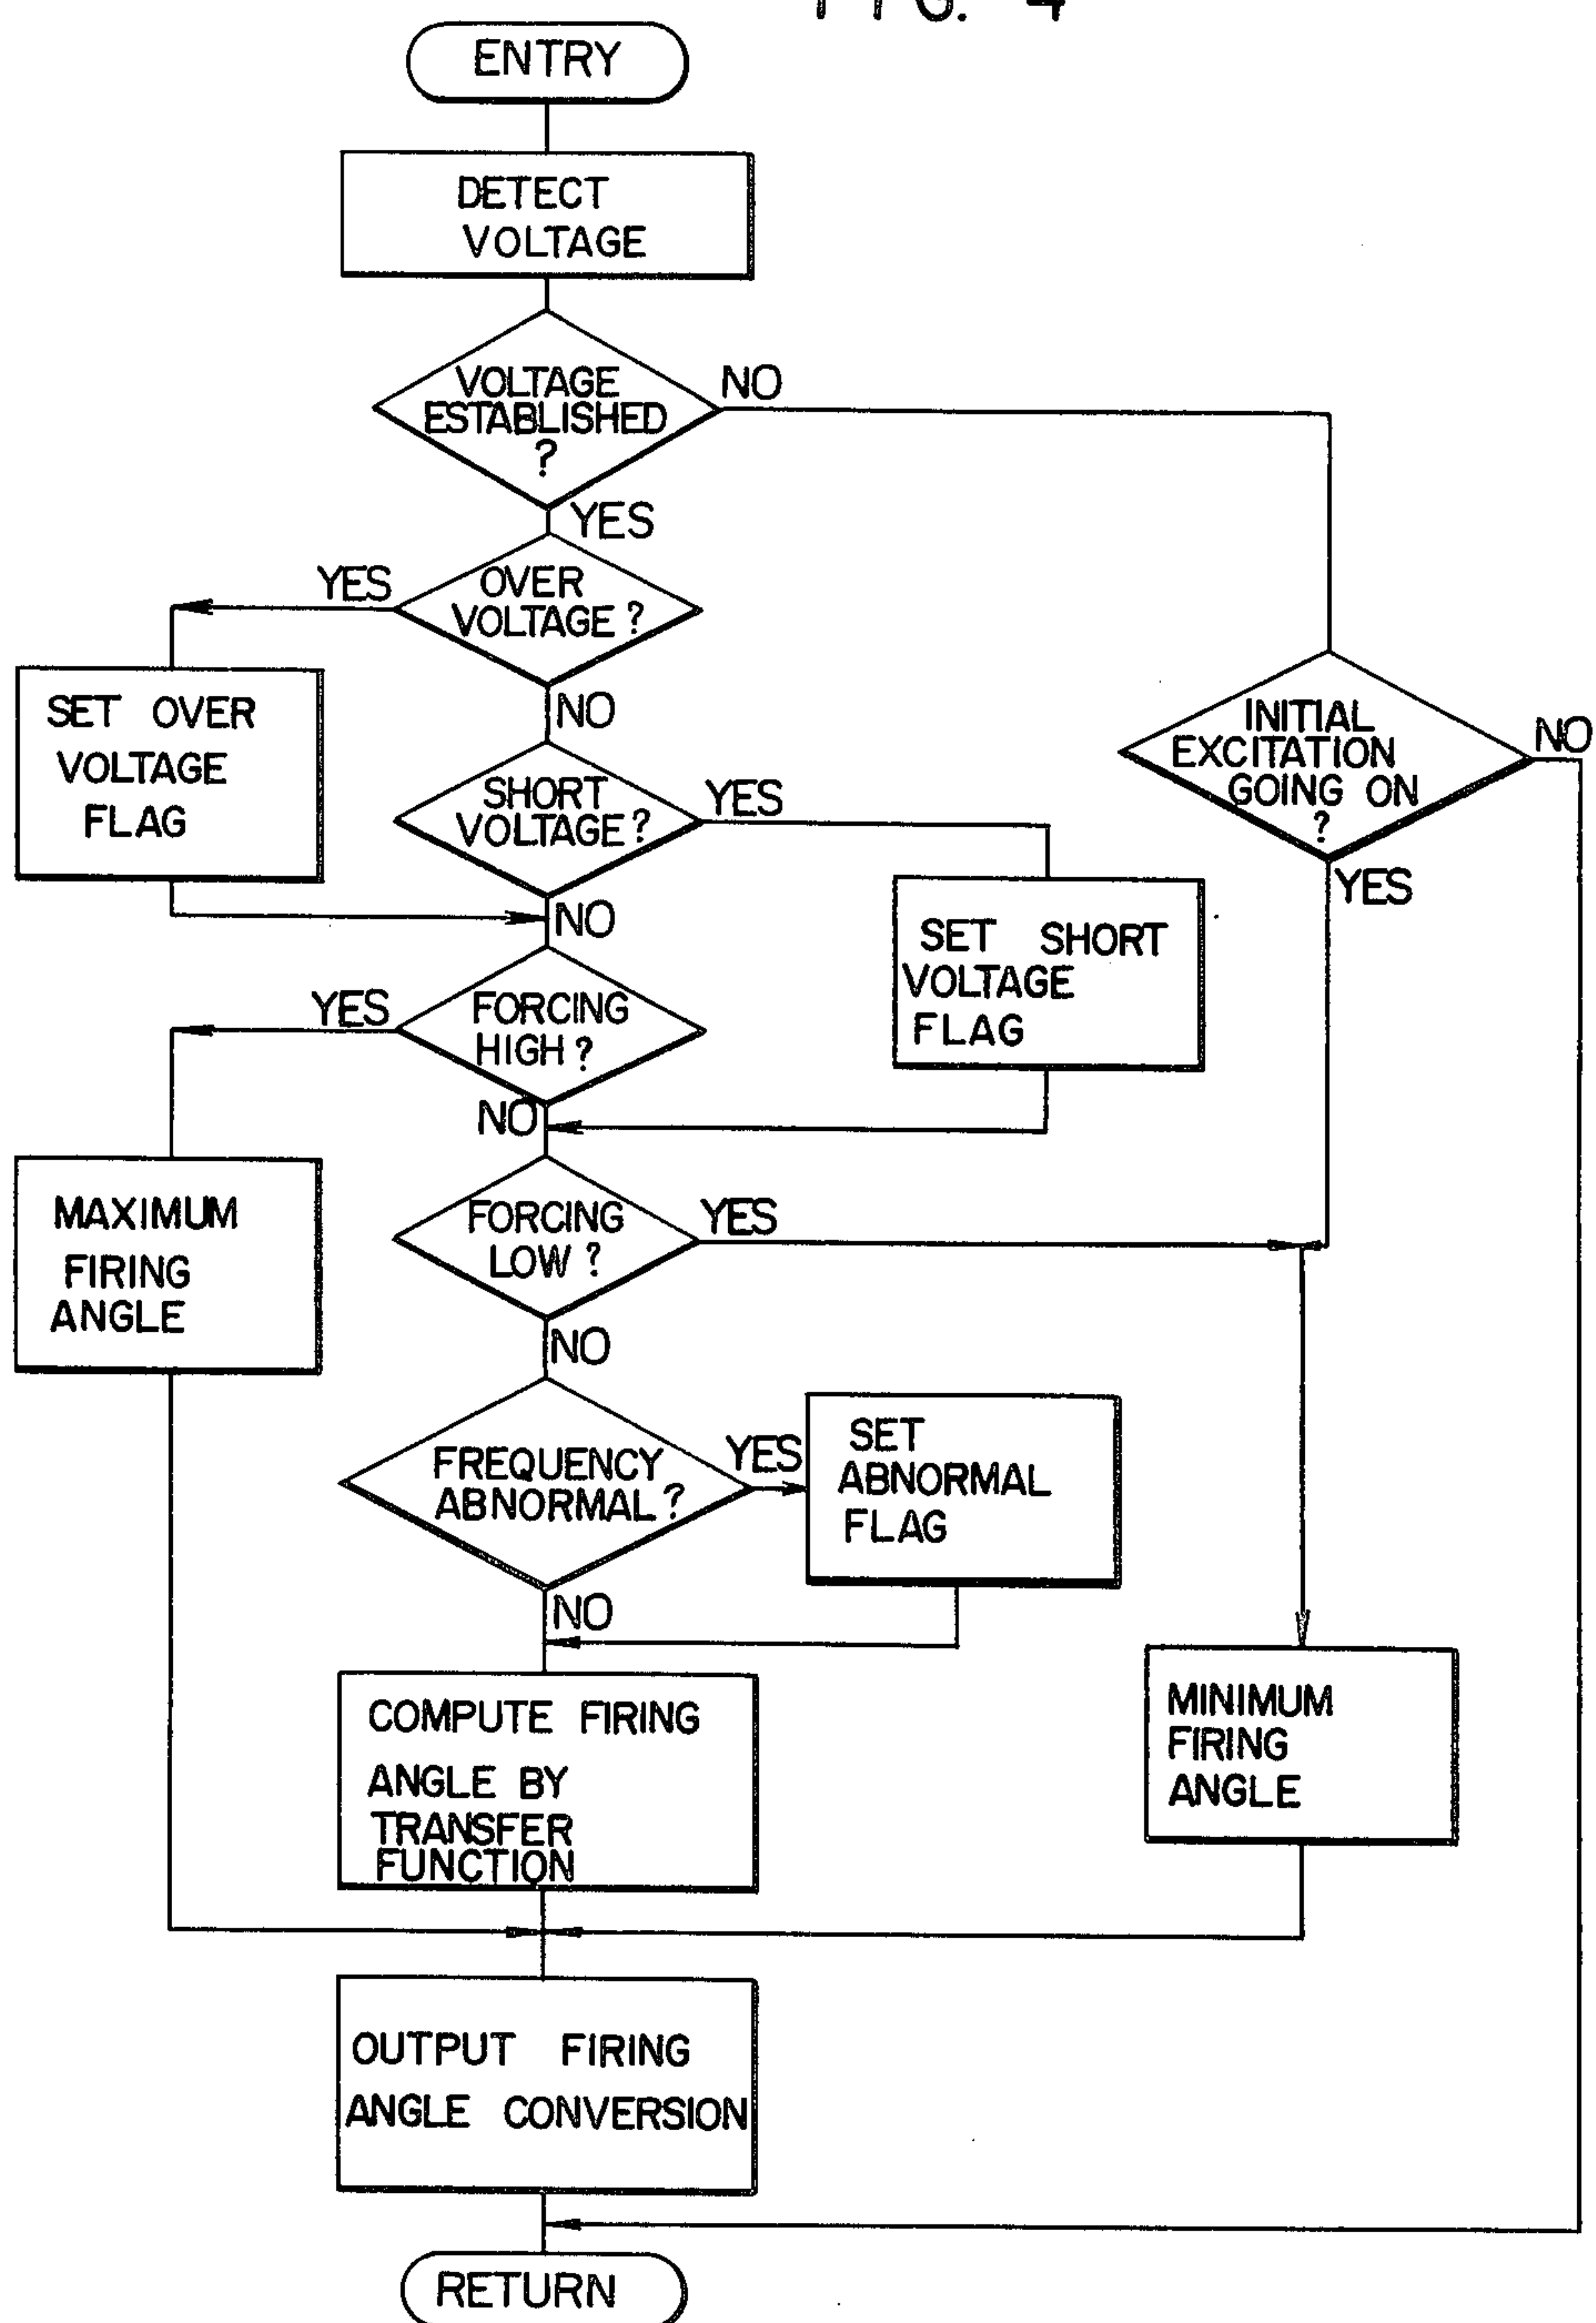 FIG. 4
ENTRY
DETECT
VOLTAGE
VOLTAGE
ESTABLISHED
?
NO
YES
OVER
VOLTAGE?
YES
NO
SET OVER
VOLTAGE
FLAG
INITIAL
EXCITATION
GOING ON
?
NO
YES
SHORT
VOLTAGE?
YES
NO
SET SHORT
VOLTAGE
FLAG
FORCING
HIGH?
YES
NO
MAXIMUM
FIRING
ANGLE
FORCING
LOW?
YES
NO
FREQUENCY
ABNORMAL?
YES
NO
SET
ABNORMAL
FLAG
COMPUTE FIRING
ANGLE BY
TRANSFER
FUNCTION
MINIMUM
FIRING
ANGLE
OUTPUT FIRING
ANGLE CONVERSION
RETURN